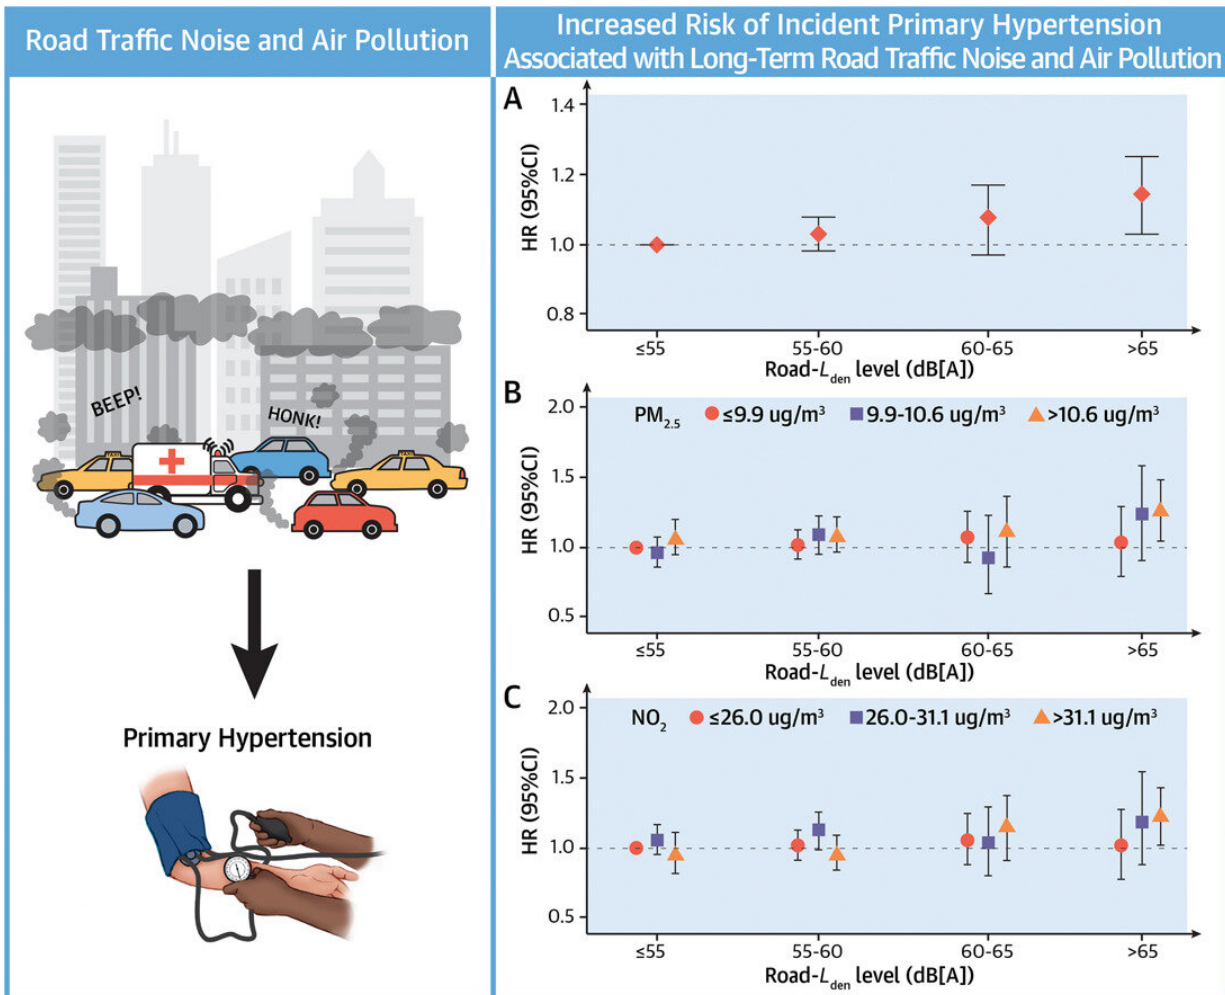 Road Traffic Noise and Air Pollution
BEEP!
HONK!
Primary Hypertension
Increased Risk of Incident Primary Hypertension
Associated with Long-Term Road Traffic Noise and Air Pollution
A
1.4
1.2
1.0
0.8
HR (95%CI)
≤55 55-60 60-65 >65
Road-Lden level (dB[A])
B
PM2.5 ≤9.9 ug/m³ 9.9-10.6 ug/m³ >10.6 ug/m³
2.0
1.5
1.0
0.5
HR (95%CI)
≤55 55-60 60-65 >65
Road-Lden level (dB[A])
C
NO2 ≤26.0 ug/m³ 26.0-31.1 ug/m³ >31.1 ug/m³
2.0
1.5
1.0
0.5
HR (95%CI)
≤55 55-60 60-65 >65
Road-Lden level (dB[A])